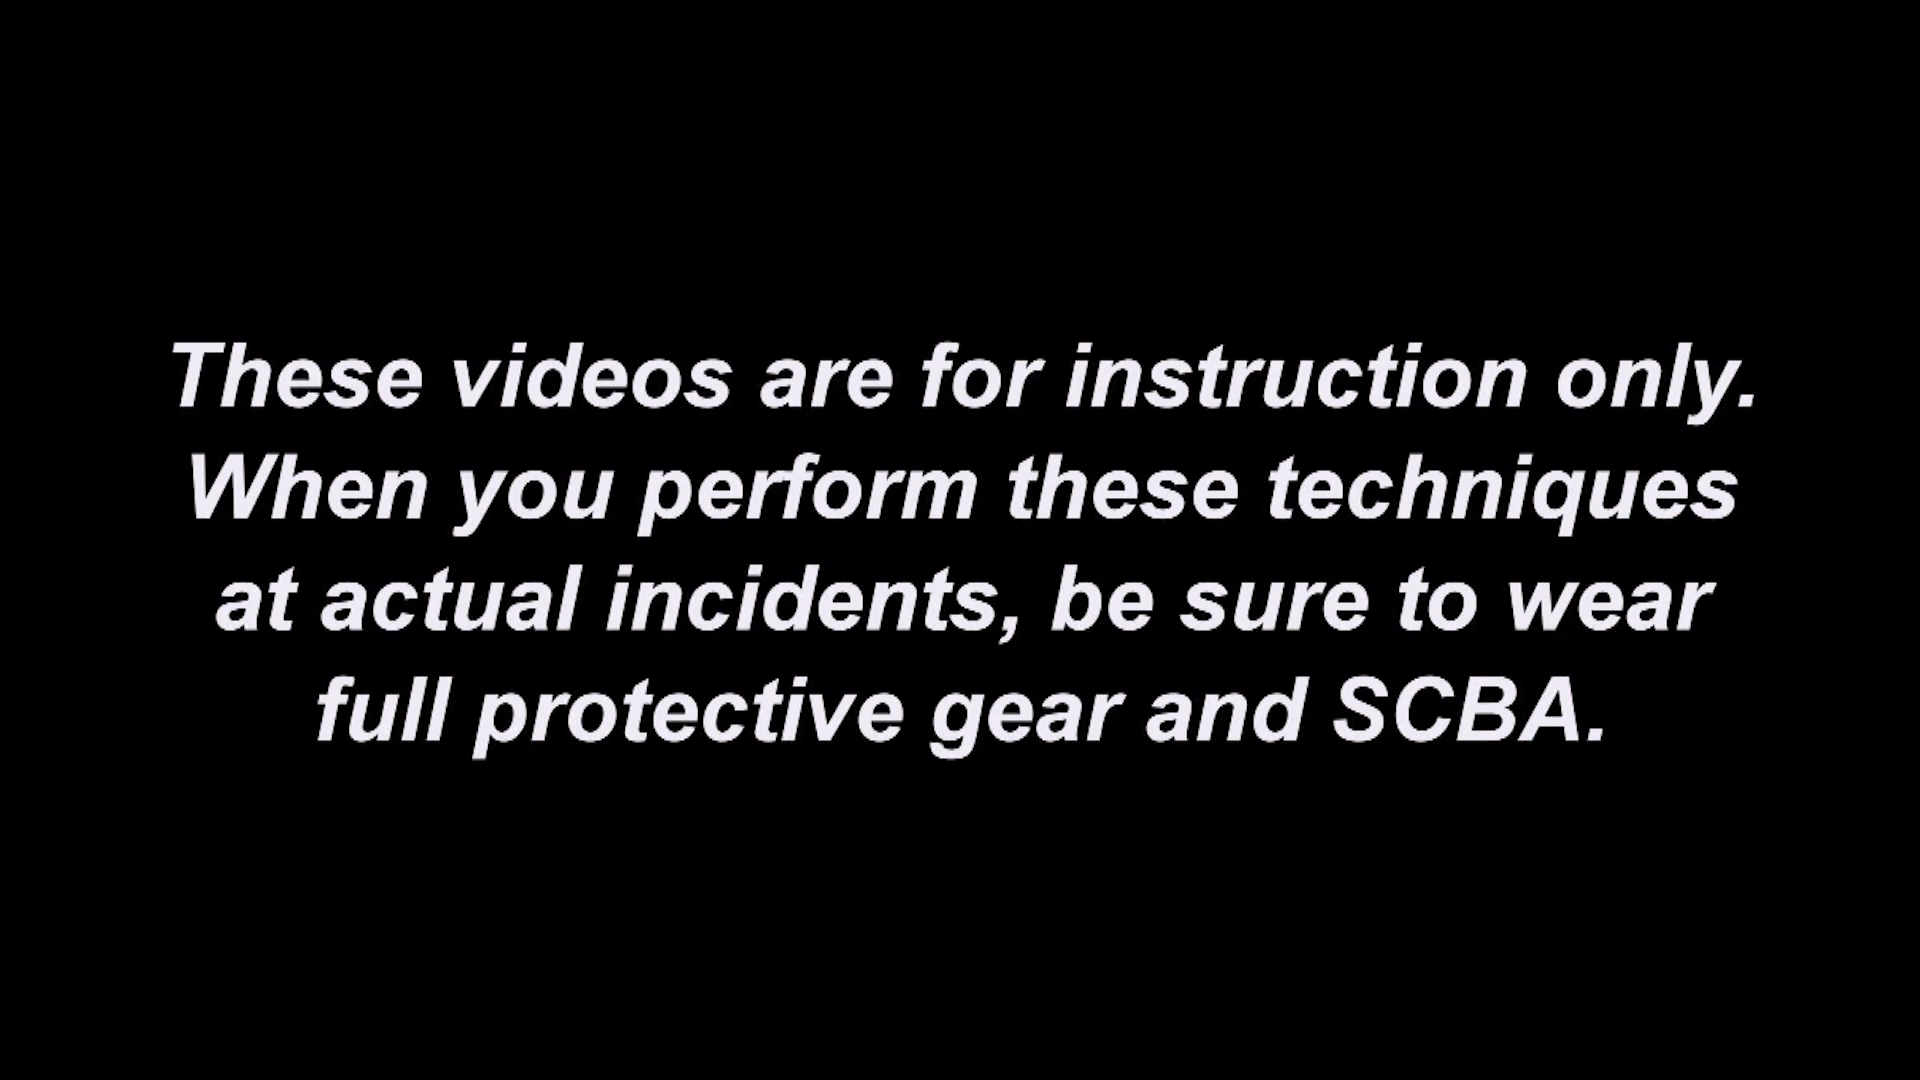 These videos are for instruction only.
When you perform these techniques
at actual incidents, be sure to wear
full protective gear and SCBA.